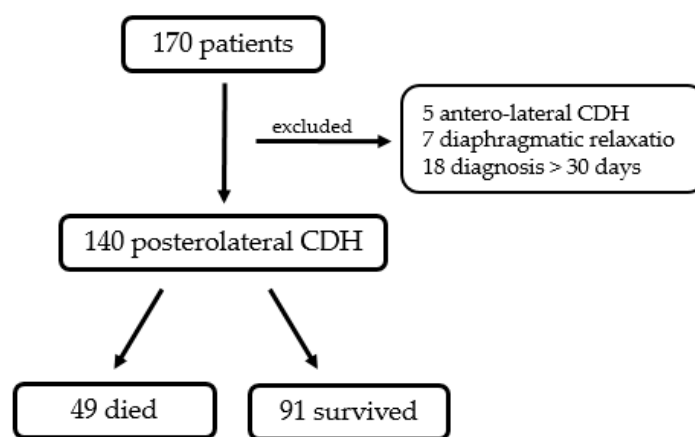 170 patients
excluded
5 antero-lateral CDH
7 diaphragmatic relaxatio
18 diagnosis > 30 days
140 posterolateral CDH
49 died
91 survived